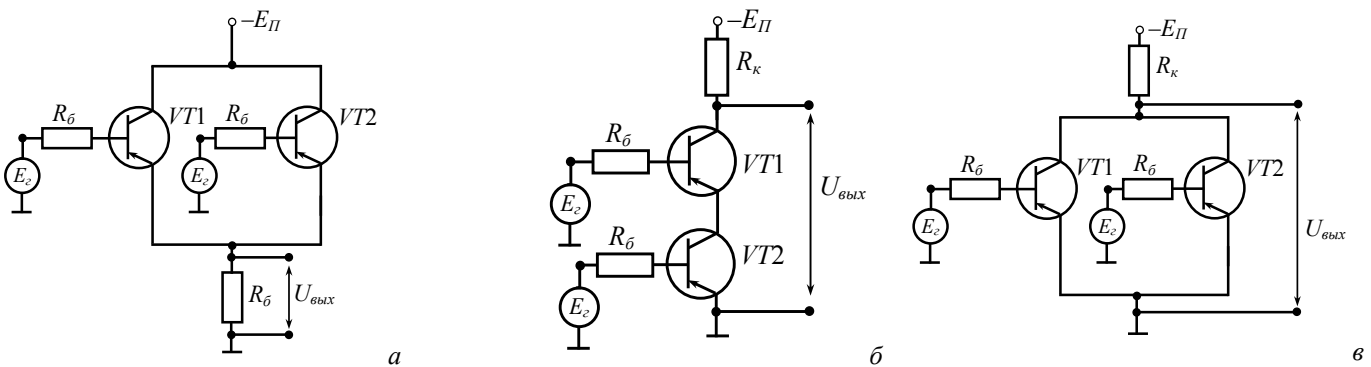 –E_П
R_б
VT1
R_б
VT2
E_г
E_г
R_б
U_вых
а
–E_П
R_к
R_б
VT1
E_г
U_вых
R_б
VT2
E_г
б
–E_П
R_к
R_б
VT1
R_б
VT2
E_г
E_г
U_вых
в